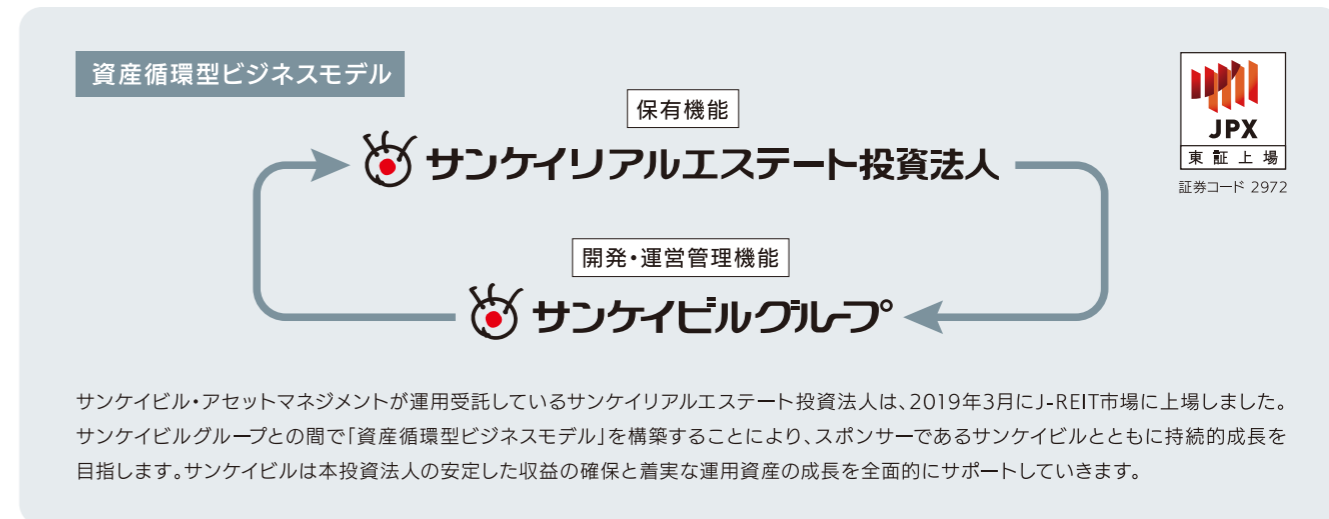 資産循環型ビジネスモデル
保有機能
サンケイリアルエステート投資法人
JPX
東証上場
証券コード 2972
開発・運営管理機能
サンケイビルグループ
サンケイビル・アセットマネジメントが運用受託しているサンケイリアルエステート投資法人は、2019年3月にJ-REIT市場に上場しました。
サンケイビルグループとの間で「資産循環型ビジネスモデル」を構築することにより、スポンサーであるサンケイビルとともに持続的成長を
目指します。サンケイビルは本投資法人の安定した収益の確保と着実な運用資産の成長を全面的にサポートしていきます。